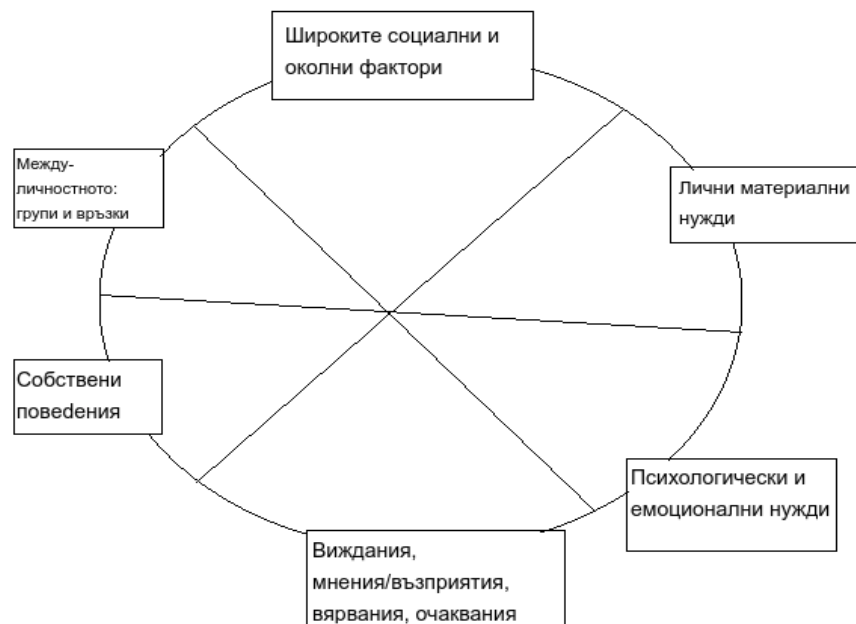 Широките социални и
околни фактори
Между-
личностното:
групи и връзки
Лични материални
нужди
Собствени
повеdения
Психологически и
емоционални нужди
Виждания,
мнения/възприятия,
вярвания, очаквания